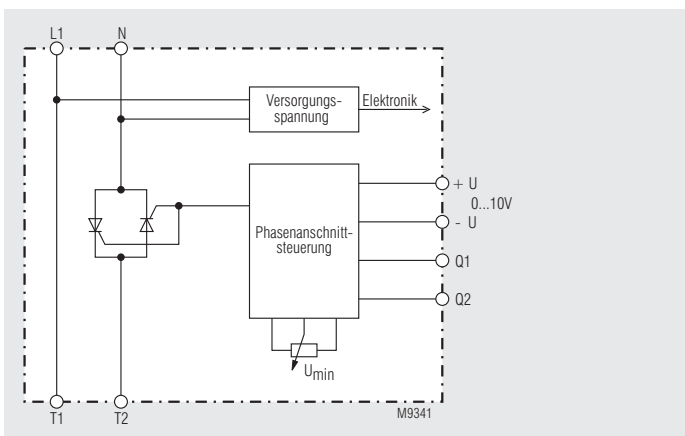 L1
N
Versorgungs-
spannung
Elektronik
+ U
0...10V
- U
Phasenanschnitt-
steuerung
Q1
Q2
Umin
M9341
T1
T2